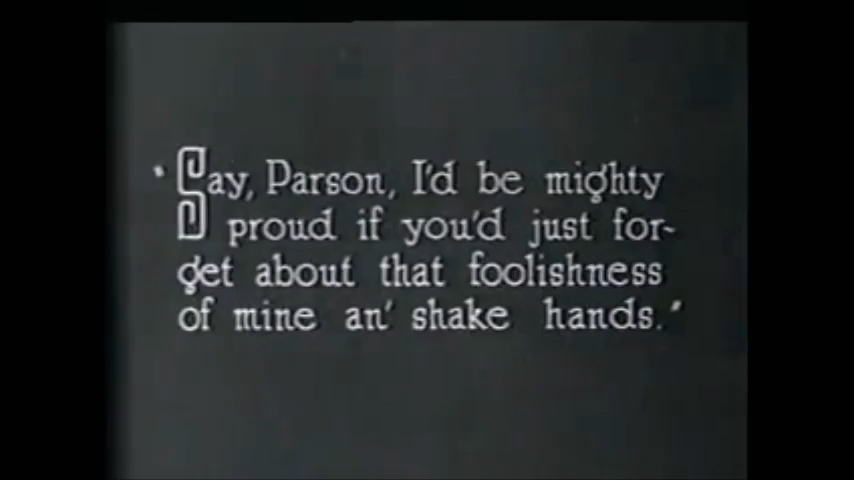 "Say, Parson, I'd be mighty
proud if you'd just for-
get about that foolishness
of mine an' shake hands."